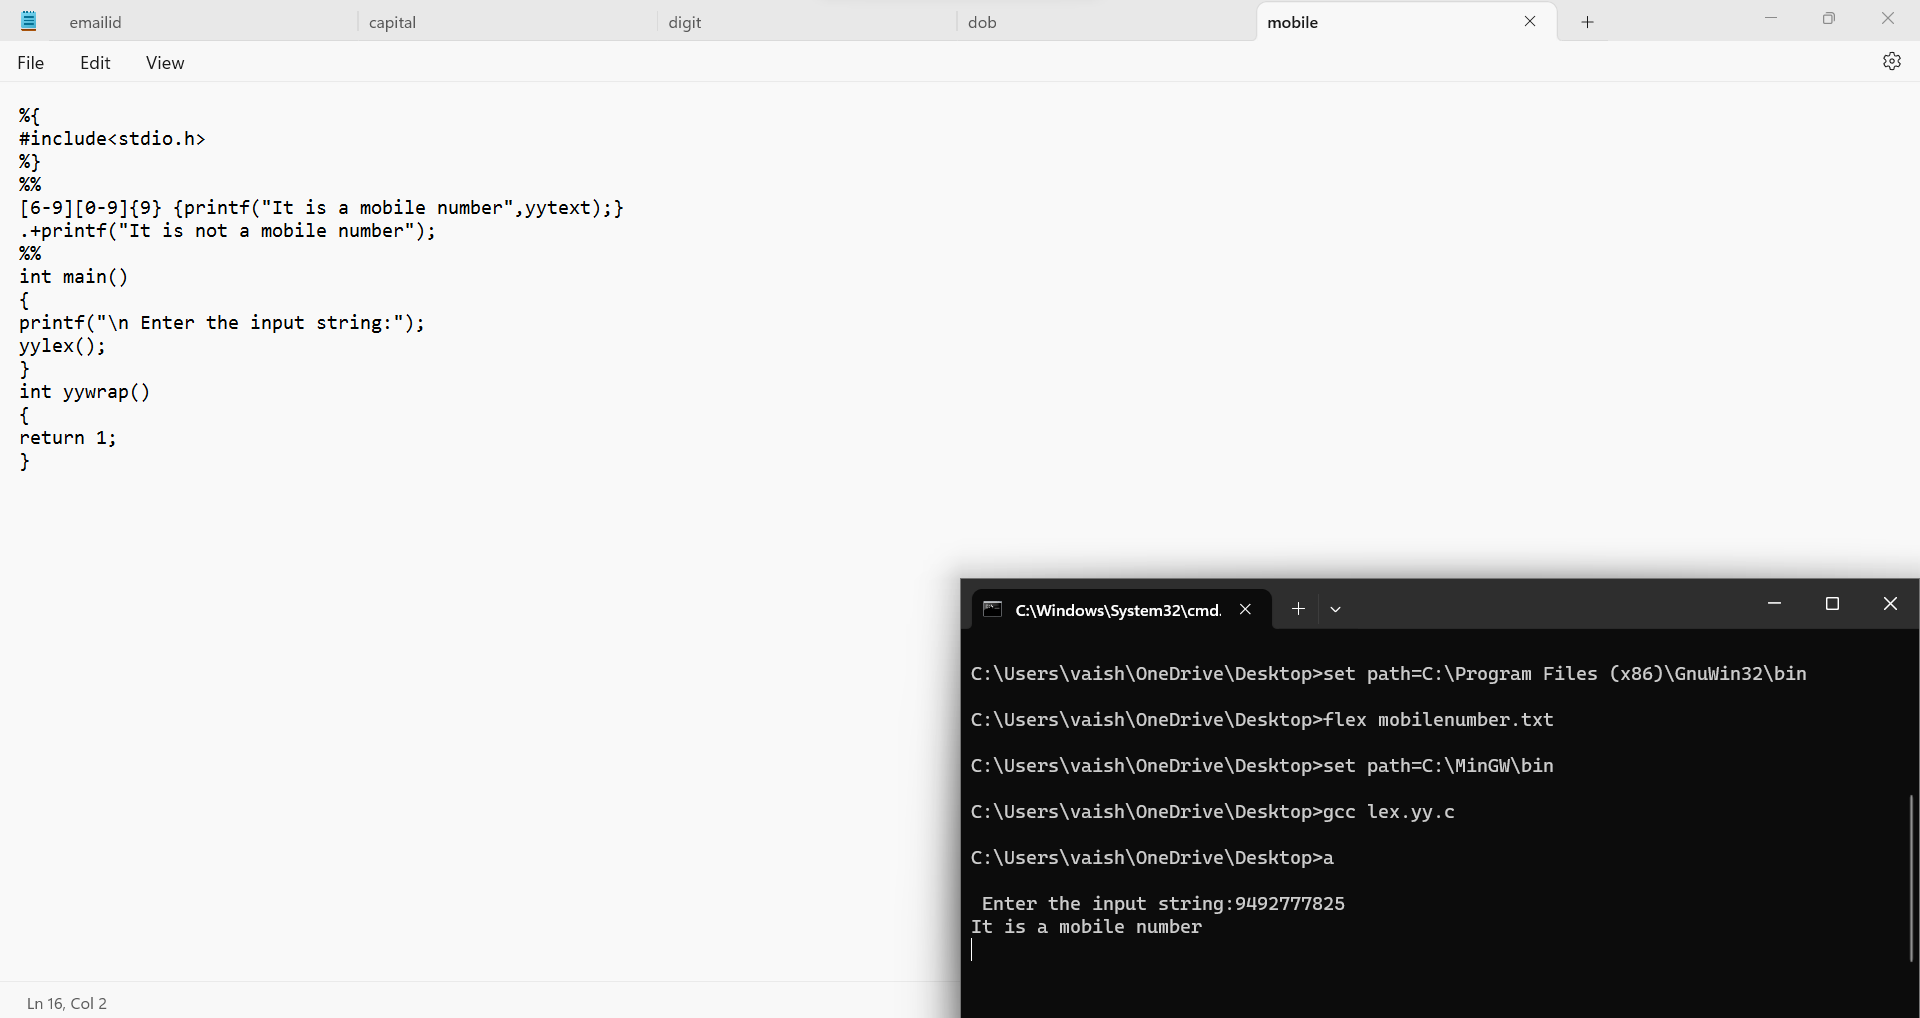 emailid
capital
digit
dob
mobile
File Edit View
%{
#include<stdio.h>
%}
%%
[6-9][0-9]{9} {printf("It is a mobile number",yytext);}
.+printf("It is not a mobile number");
%%
int main()
{
printf("\n Enter the input string:");
yylex();
}
int yywrap()
{
return 1;
}
C:\Windows\System32\cmd.
C:\Users\vaish\OneDrive\Desktop>set path=C:\Program Files (x86)\GnuWin32\bin
C:\Users\vaish\OneDrive\Desktop>flex mobilenumber.txt
C:\Users\vaish\OneDrive\Desktop>set path=C:\MinGW\bin
C:\Users\vaish\OneDrive\Desktop>gcc lex.yy.c
C:\Users\vaish\OneDrive\Desktop>a
Enter the input string:9492777825
It is a mobile number
Ln 16, Col 2